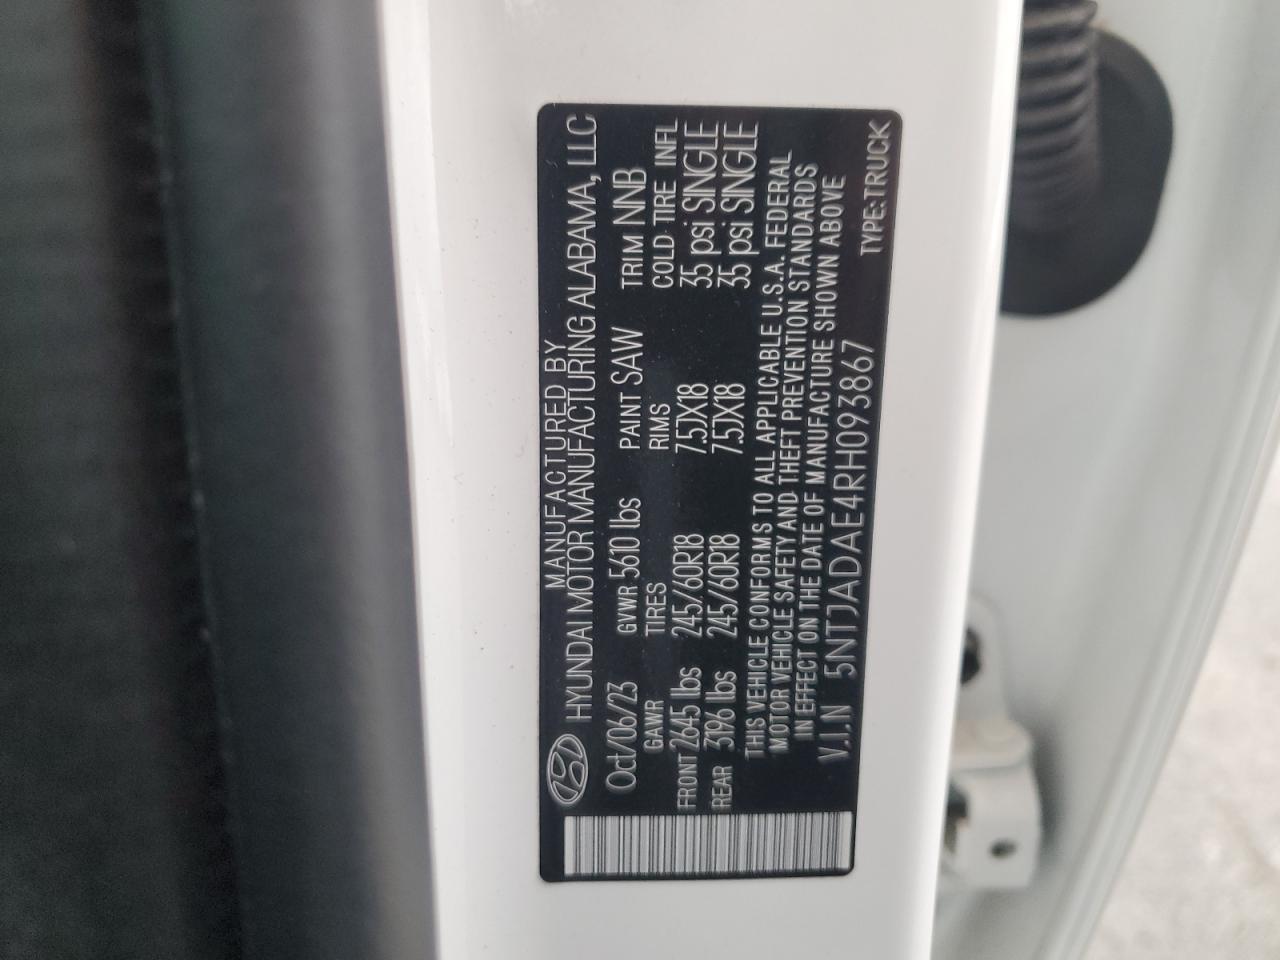 MANUFACTURED BY
HYUNDAI MOTOR MANUFACTURING ALABAMA, LLC
Oct/06/23 GVWR 5610 lbs PAINT SAW TRIM NNB
GAWR TIRES RIMS COLD TIRE INFL
FRONT 2645 lbs 245/60R18 7.5JX18 35 psi SINGLE
REAR 3196 lbs 245/60R18 7.5JX18 35 psi SINGLE
THIS VEHICLE CONFORMS TO ALL APPLICABLE U.S.A. FEDERAL
MOTOR VEHICLE SAFETY AND THEFT PREVENTION STANDARDS
IN EFFECT ON THE DATE OF MANUFACTURE SHOWN ABOVE
V.I.N 5NTJADAE4RH093867 TYPE:TRUCK